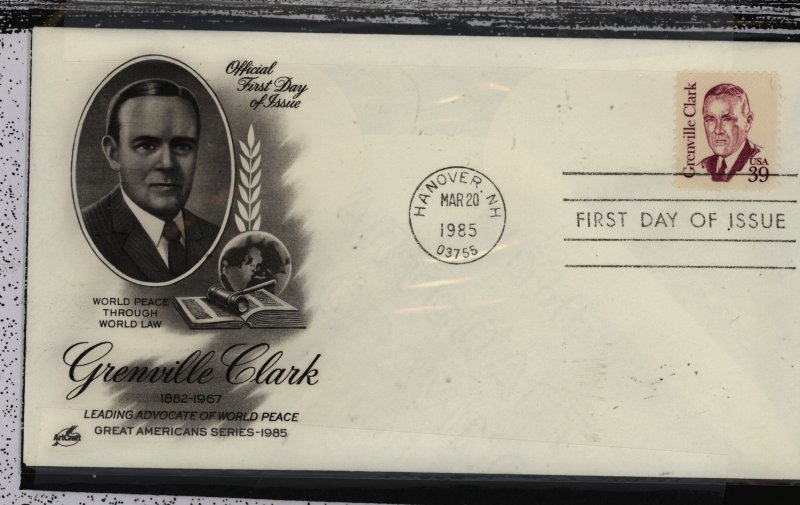 Official
First Day
of Issue
WORLD PEACE
THROUGH
WORLD LAW
Grenville Clark
1882-1967
LEADING ADVOCATE OF WORLD PEACE
GREAT AMERICANS SERIES-1985
ArtCraft
HANOVER, NH
MAR 20
1985
03755
Grenville Clark
USA
39
FIRST DAY OF ISSUE